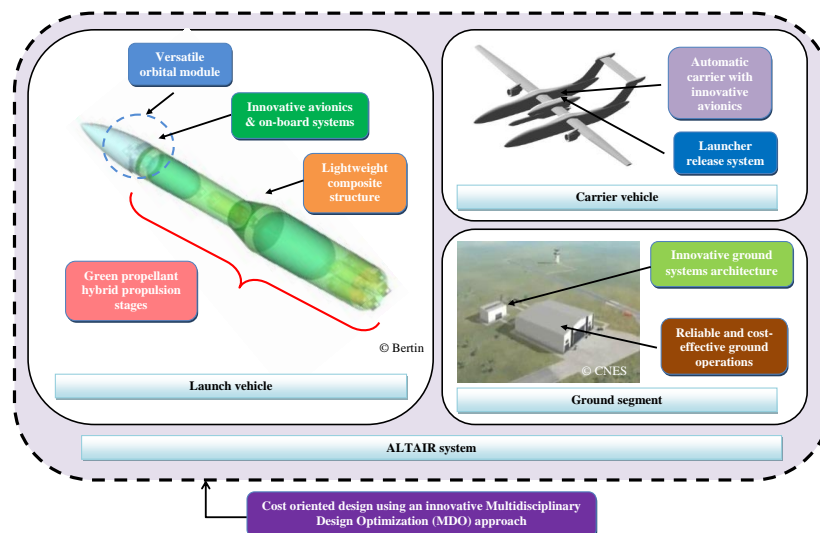 Versatile
orbital module
Innovative avionics
& on-board systems
Lightweight
composite
structure
Green propellant
hybrid propulsion
stages
© Bertin
Launch vehicle
Automatic
carrier with
innovative
avionics
Launcher
release system
Carrier vehicle
Innovative ground
systems architecture
Reliable and cost-
effective ground
operations
© CNES
Ground segment
ALTAIR system
Cost oriented design using an innovative Multidisciplinary
Design Optimization (MDO) approach